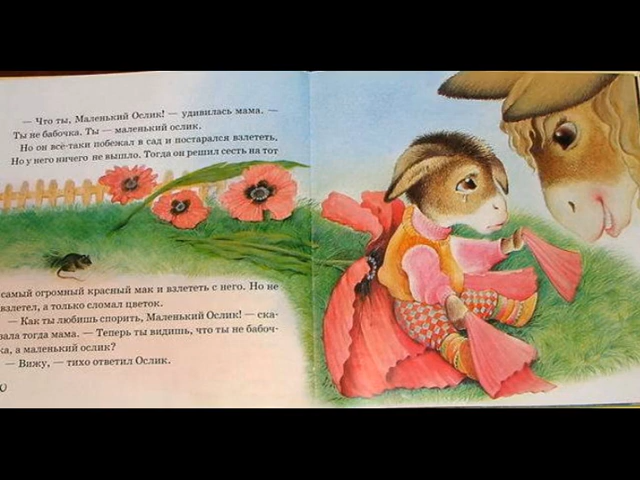 — Что ты, Маленький Ослик! — удивилась мама. —
Ты не бабочка. Ты — маленький ослик.
Но он всё-таки побежал в сад и постарался взлететь,
Но у него ничего не вышло. Тогда он решил сесть на тот
самый огромный красный мак и взлететь с него. Но не
взлетел, а только сломал цветок.
— Как ты любишь спорить, Маленький Ослик! — ска-
зала тогда мама. — Теперь ты видишь, что ты не бабоч-
ка, а маленький ослик?
— Вижу, — тихо ответил Ослик.